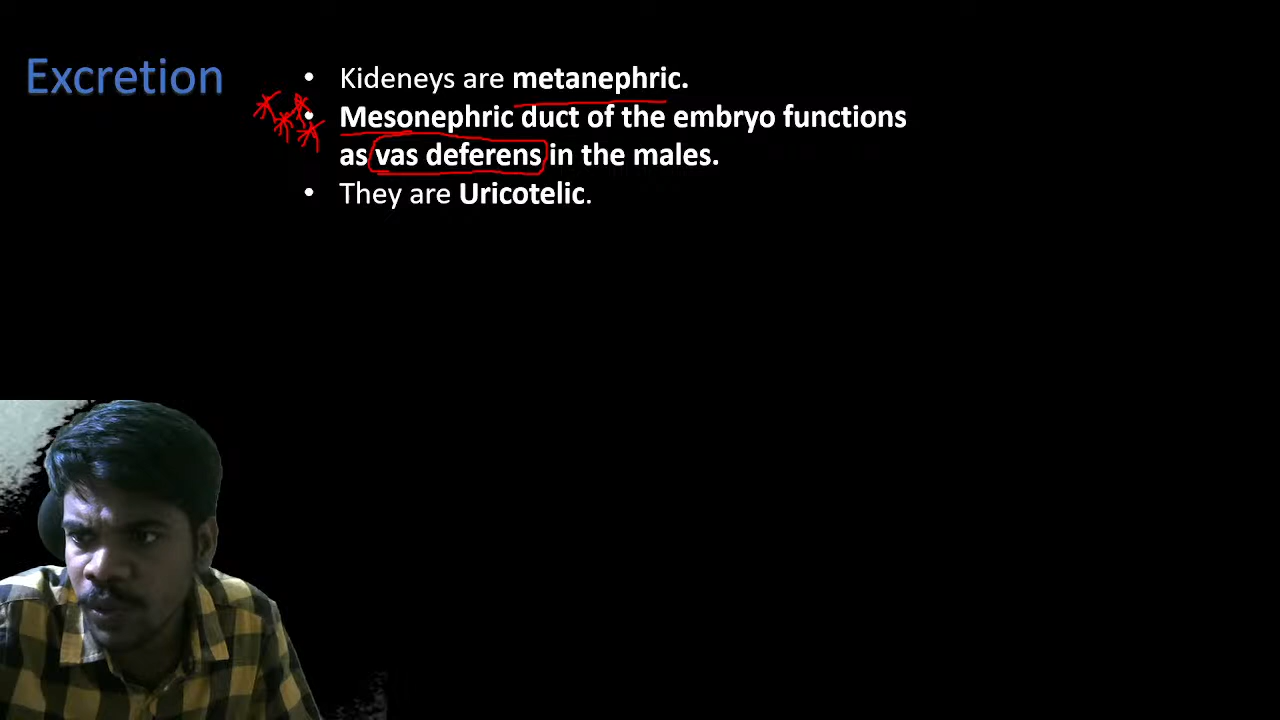 Excretion
• Kideneys are metanephric.
• Mesonephric duct of the embryo functions
as vas deferens in the males.
• They are Uricotelic.